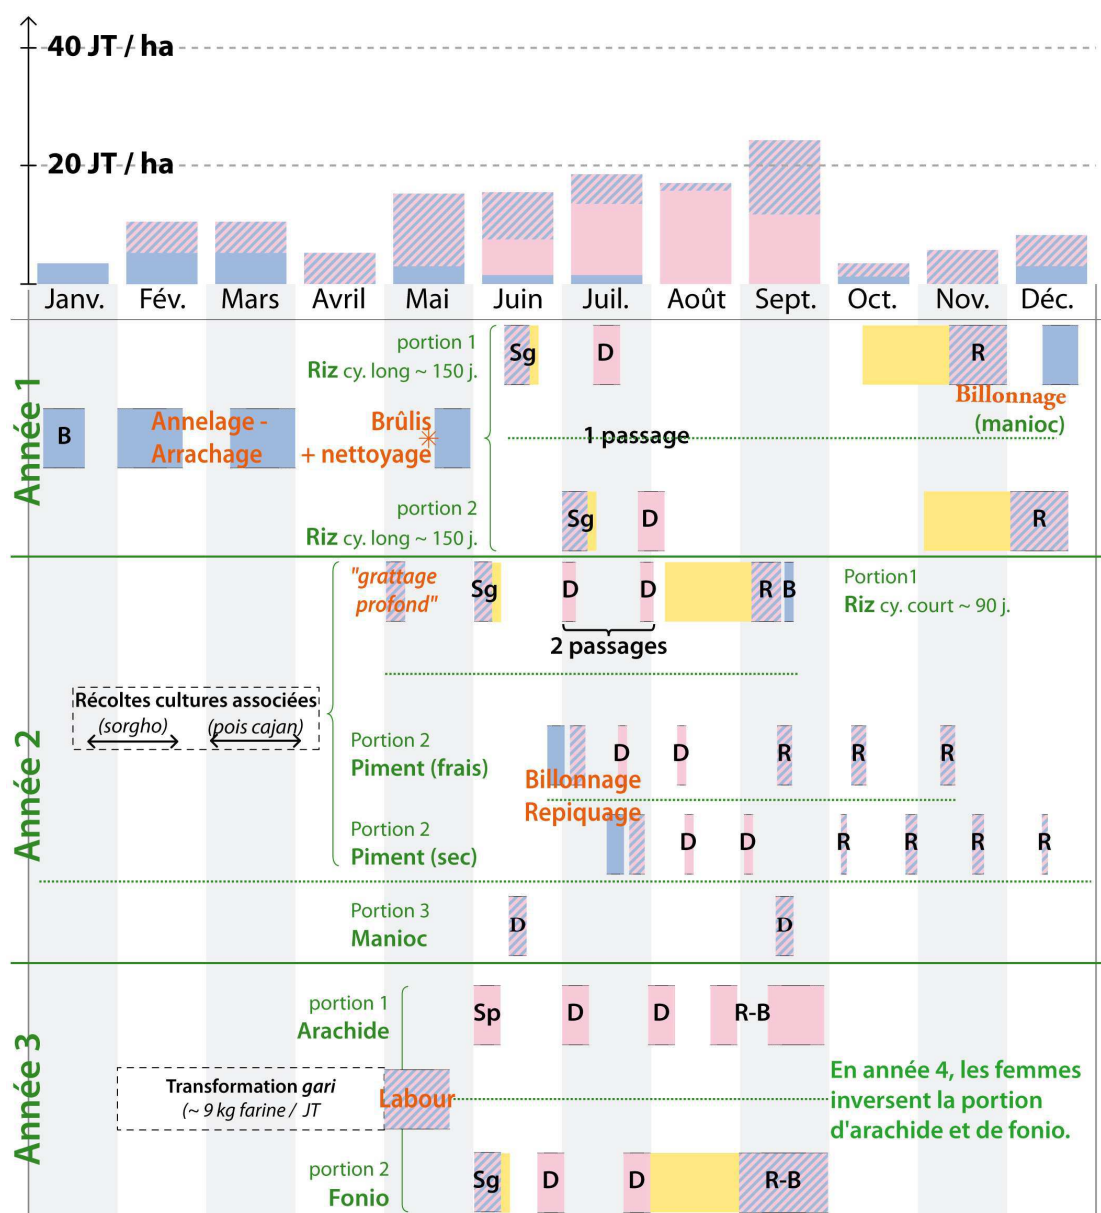 40 JT / ha
20 JT / ha
Janv. Fév. Mars Avril Mai Juin Juil. Août Sept. Oct. Nov. Déc.
Année 1
portion 1
Riz cy. long ~ 150 j.
Sg D R
Billonnage
(manioc)
B
Annelage -
Arrachage
Brûlis
+ nettoyage
1 passage
portion 2
Riz cy. long ~ 150 j.
Sg D R
Année 2
"grattage
profond"
Sg D D R B
2 passages
Portion1
Riz cy. court ~ 90 j.
Récoltes cultures associées
(sorgho) (pois cajan)
Portion 2
Piment (frais)
D D R R R
Billonnage
Repiquage
Portion 2
Piment (sec)
D D R R R R
Portion 3
Manioc
D D
Année 3
portion 1
Arachide
Sp D D R-B
Transformation gari
(~ 9 kg farine / JT
Labour
En année 4, les femmes
inversent la portion
d'arachide et de fonio.
portion 2
Fonio
Sg D D R-B